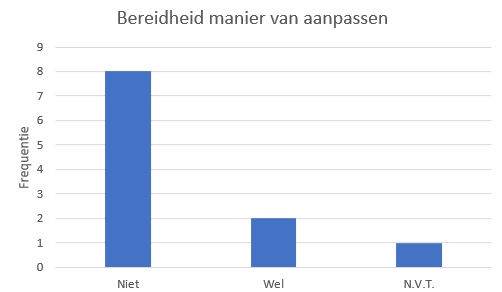 Bereidheid manier van aanpassen
9
8
7
6
5
4
3
2
1
0
Frequentie
Niet
Wel
N.V.T.